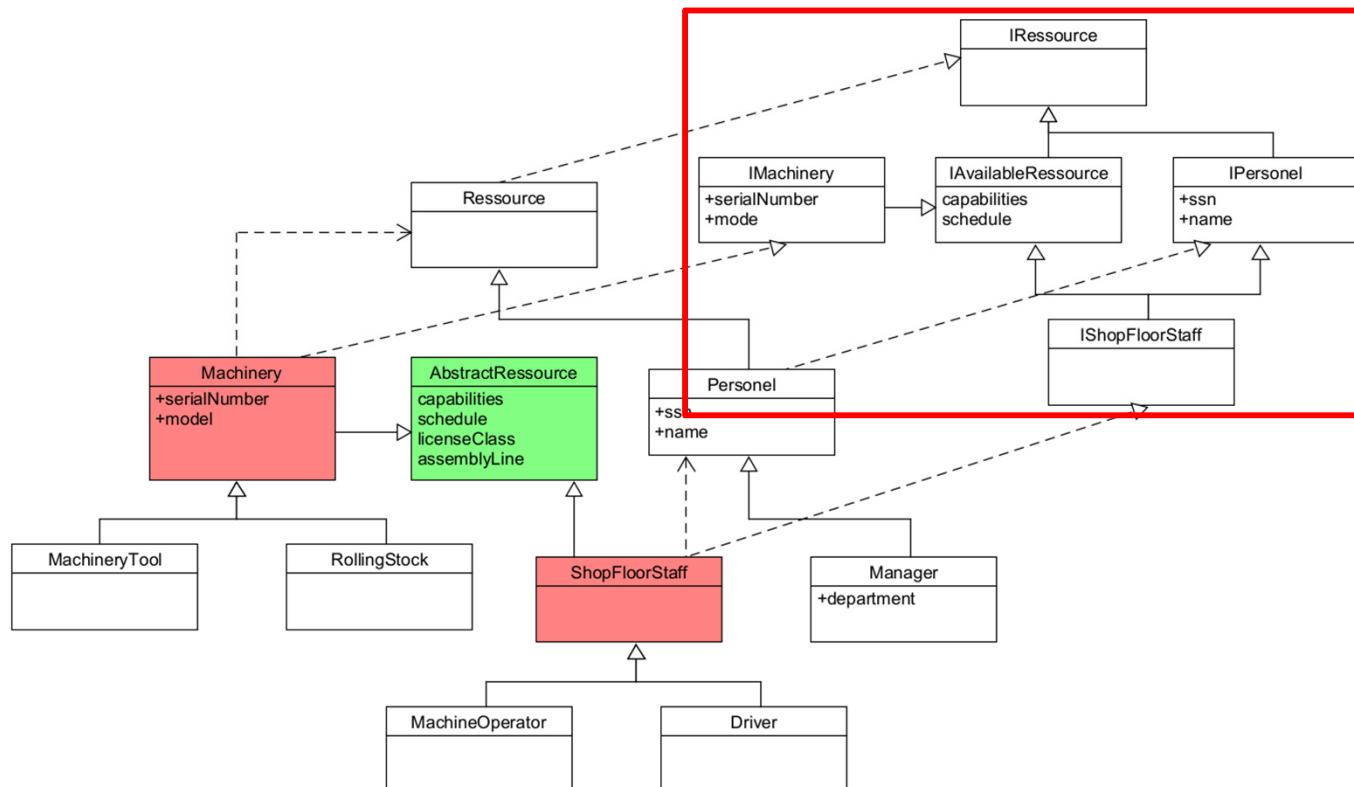 IRessource
IMachinery
+serialNumber
+mode
IAvailableRessource
capabilities
schedule
IPersonel
+ssn
+name
Ressource
IShopFloorStaff
Machinery
+serialNumber
+model
AbstractRessource
capabilities
schedule
licenseClass
assemblyLine
Personel
+ssn
+name
MachineryTool
RollingStock
ShopFloorStaff
Manager
+department
MachineOperator
Driver